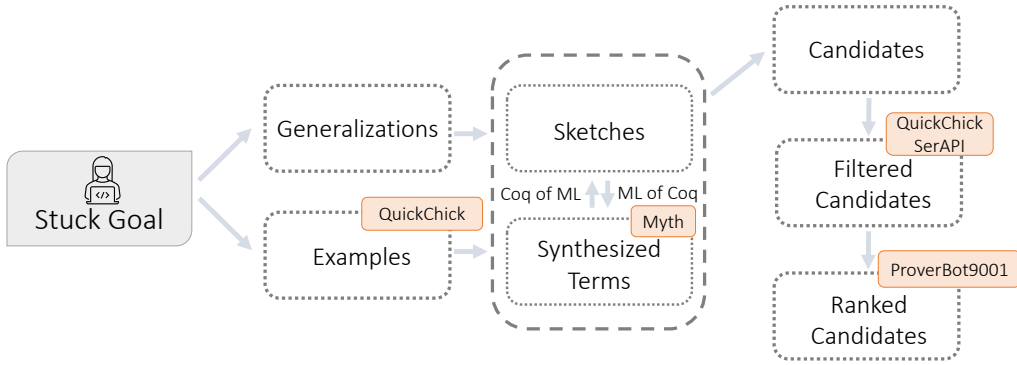 Stuck Goal
Generalizations
QuickChick
Examples
Sketches
Coq of ML
ML of Coq
Myth
Synthesized
Terms
Candidates
QuickChick
SerAPI
Filtered
Candidates
ProverBot9001
Ranked
Candidates